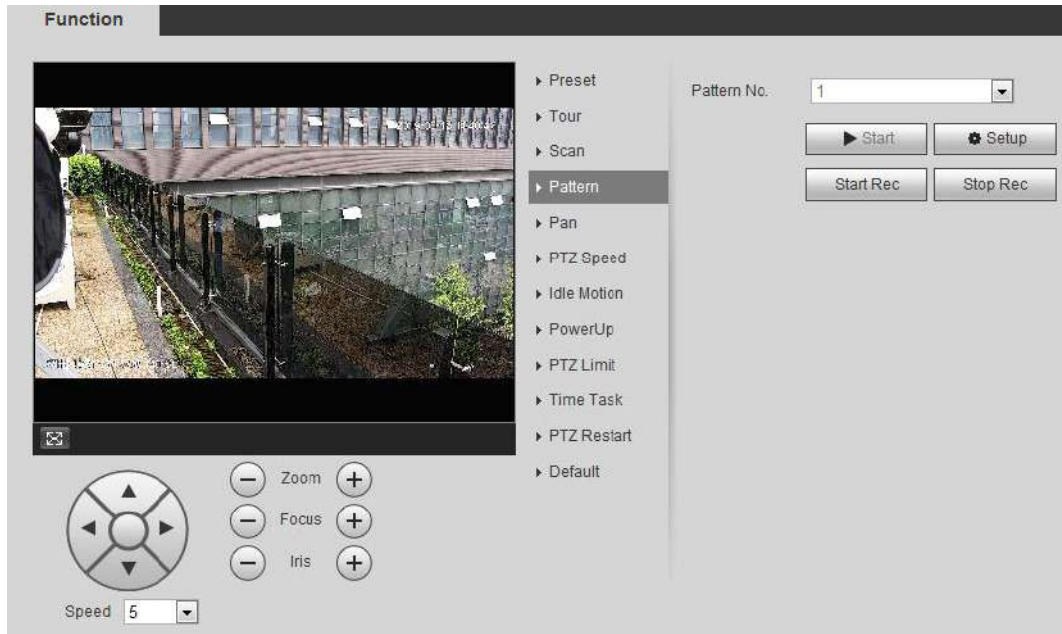 Function
Preset
Tour
Scan
Pattern
Pan
PTZ Speed
Idle Motion
PowerUp
PTZ Limit
Time Task
PTZ Restart
Default
Pattern No. 1
Start Setup
Start Rec Stop Rec
Zoom
Focus
Iris
Speed 5